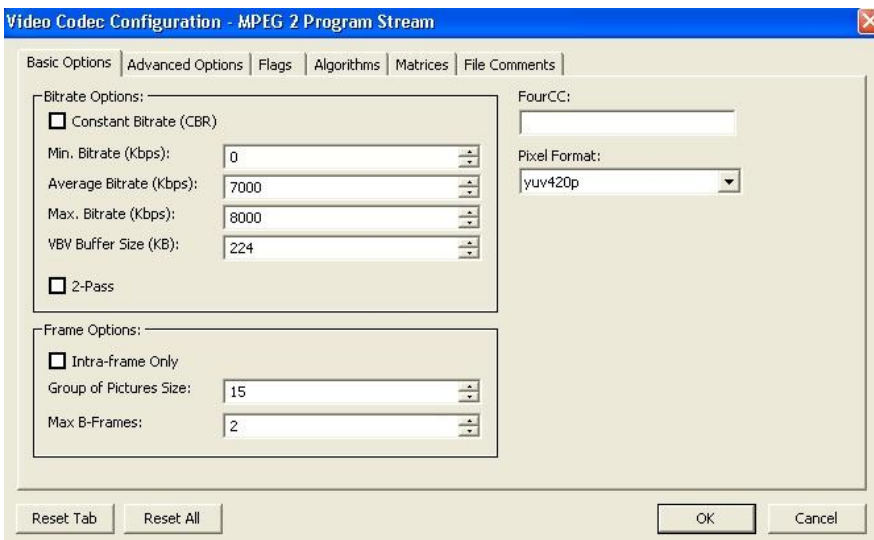 Video Codec Configuration - MPEG 2 Program Stream
Basic Options Advanced Options Flags Algorithms Matrices File Comments
Bitrate Options:
Constant Bitrate (CBR)
Min. Bitrate (Kbps): 0
Average Bitrate (Kbps): 7000
Max. Bitrate (Kbps): 8000
VBV Buffer Size (KB): 224
2-Pass
Frame Options:
Intra-frame Only
Group of Pictures Size: 15
Max B-Frames: 2
FourCC:
Pixel Format:
yuv420p
Reset Tab Reset All OK Cancel